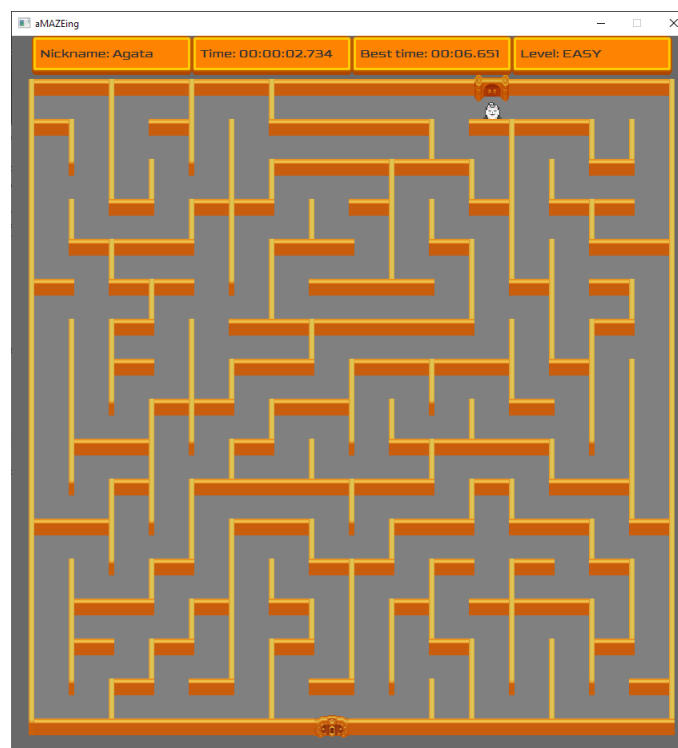 aMAZEing
Nickname: Agata
Time: 00:00:02.734
Best time: 00:06.651
Level: EASY